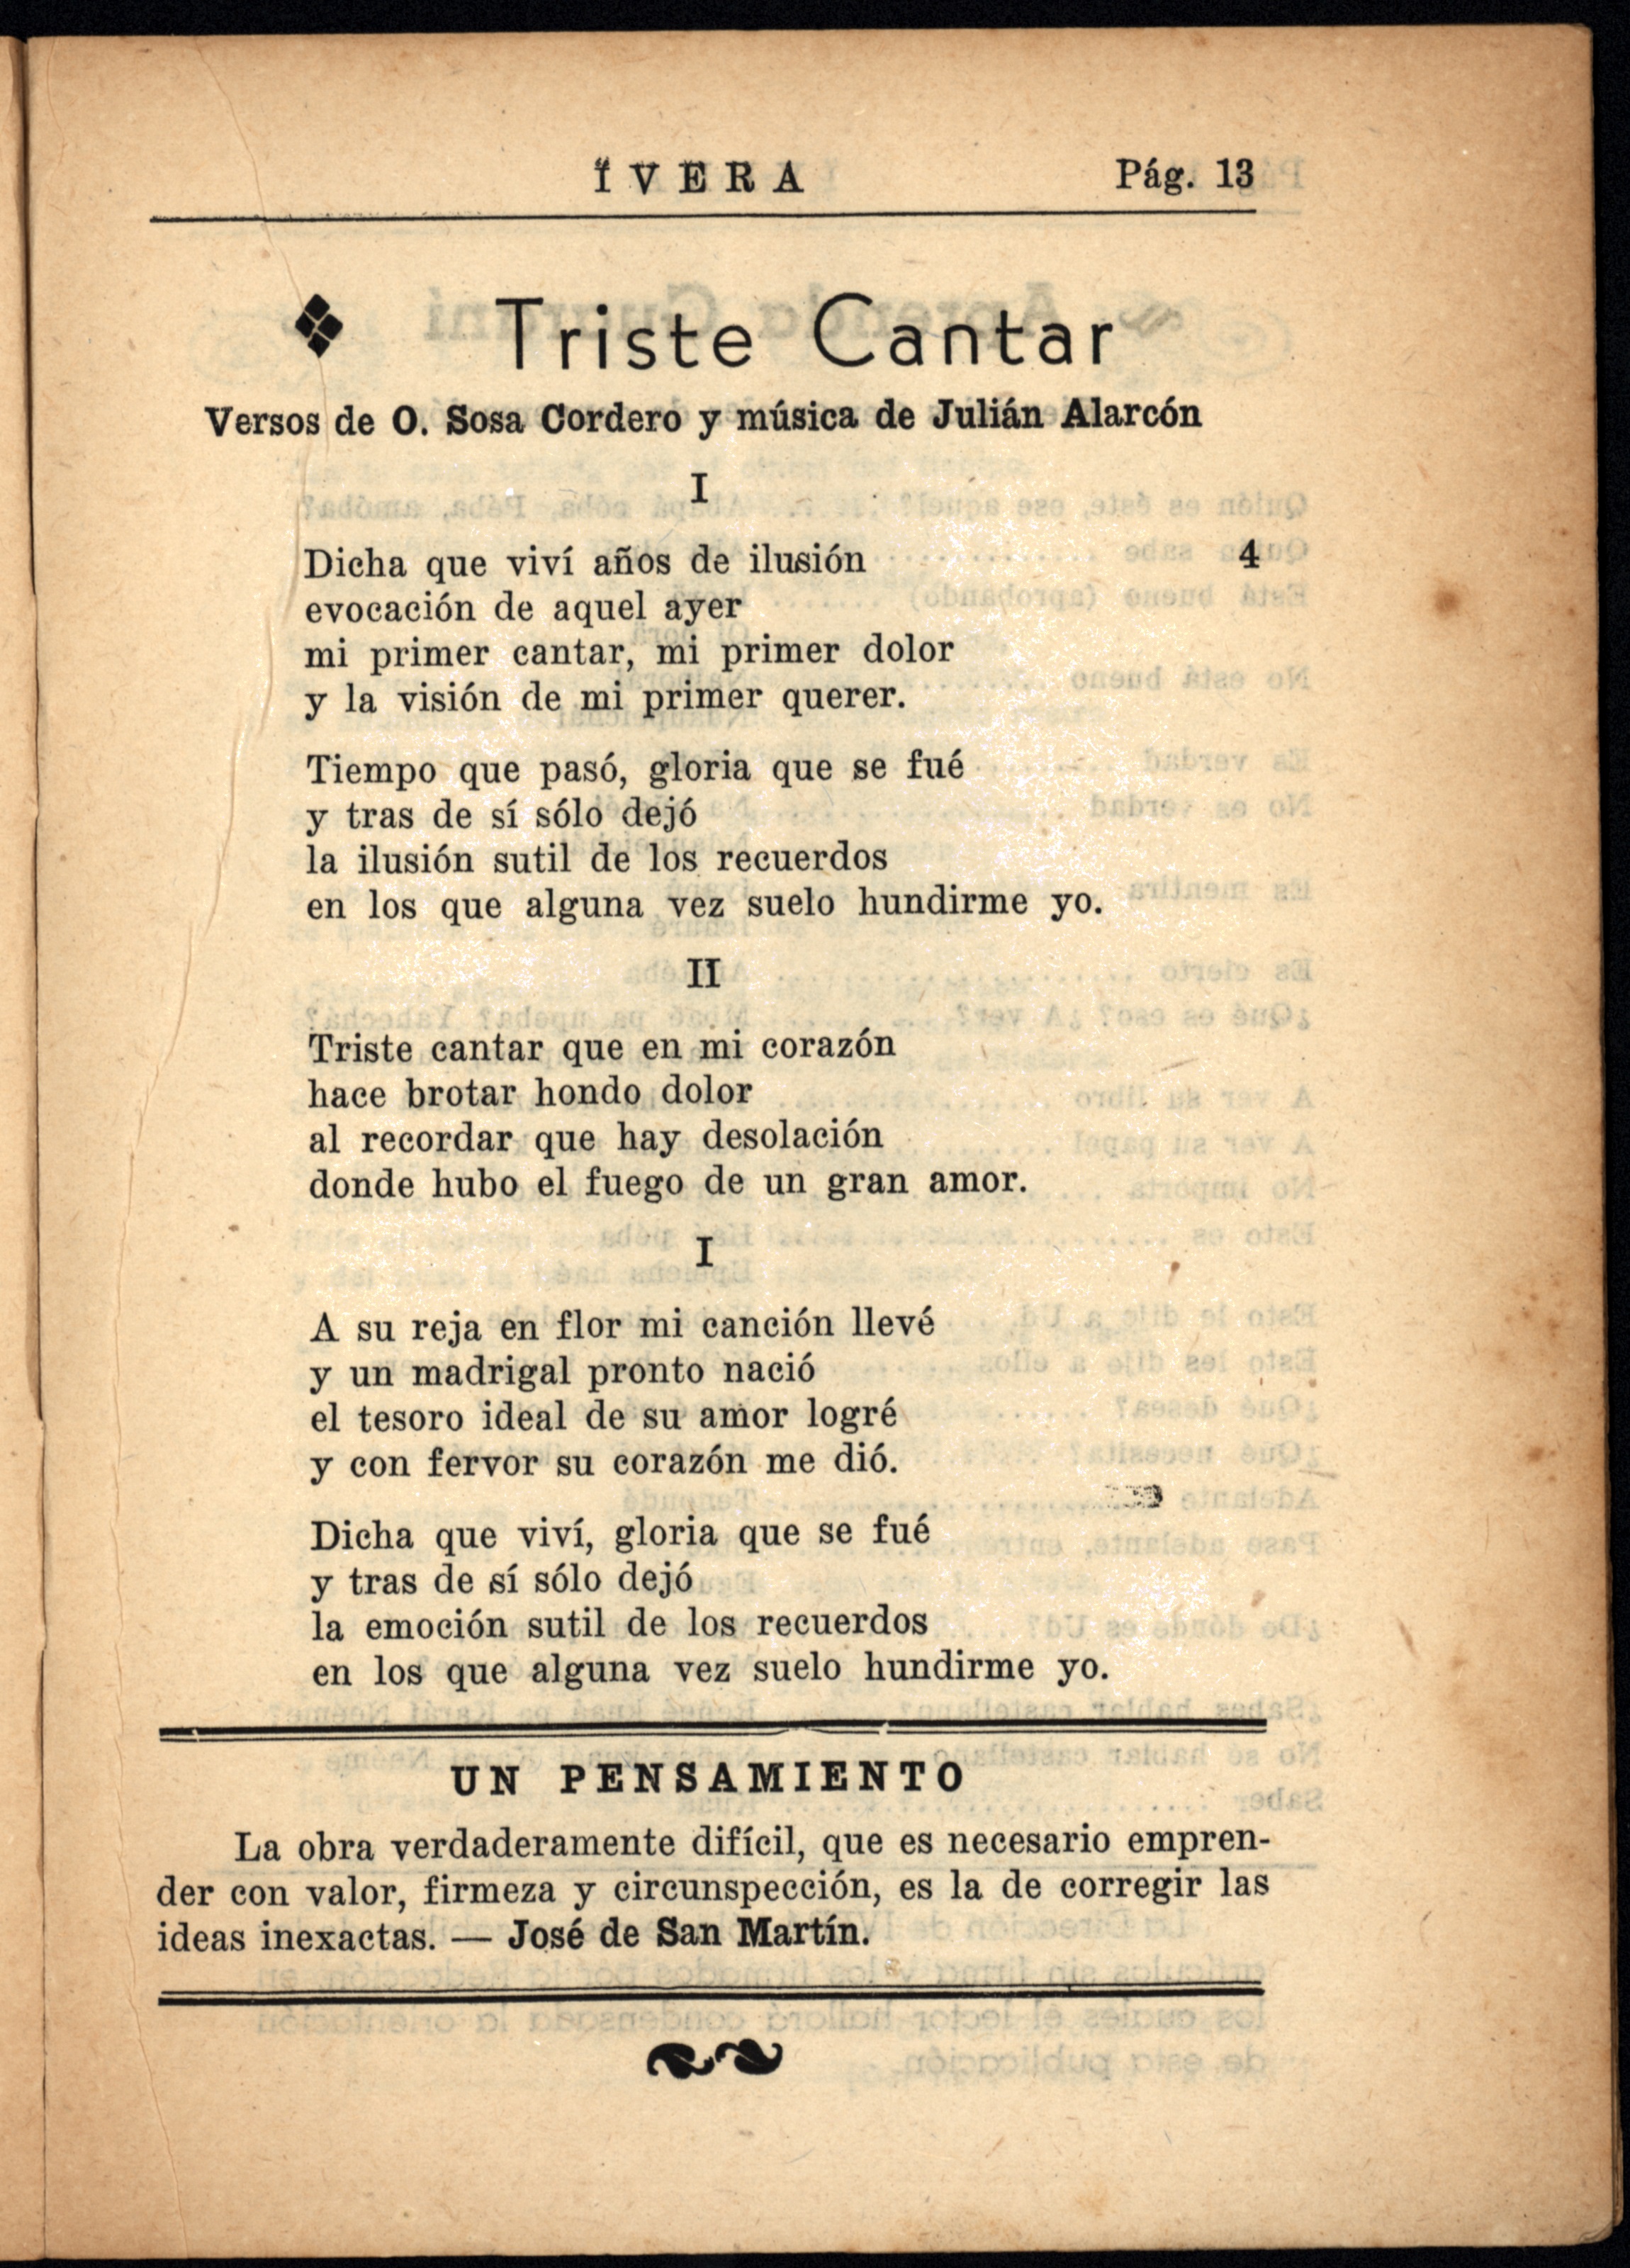 ÏVERA Pág. 13
Triste Cantar
Versos de O. Sosa Cordero y música de Julián Alarcón
I
Dicha que viví años de ilusión 4
evocación de aquel ayer
mi primer cantar, mi primer dolor
y la visión de mi primer querer.
Tiempo que pasó, gloria que se fué
y tras de sí sólo dejó
la ilusión sutil de los recuerdos
en los que alguna vez suelo hundirme yo.
II
Triste cantar que en mi corazón
hace brotar hondo dolor
al recordar que hay desolación
donde hubo el fuego de un gran amor.
I
A su reja en flor mi canción llevé
y un madrigal pronto nació
el tesoro ideal de su amor logré
y con fervor su corazón me dió.
Dicha que viví, gloria que se fué
y tras de sí sólo dejó
la emoción sutil de los recuerdos
en los que alguna vez suelo hundirme yo.
UN PENSAMIENTO
La obra verdaderamente difícil, que es necesario empren-
der con valor, firmeza y circunspección, es la de corregir las
ideas inexactas. — José de San Martín.